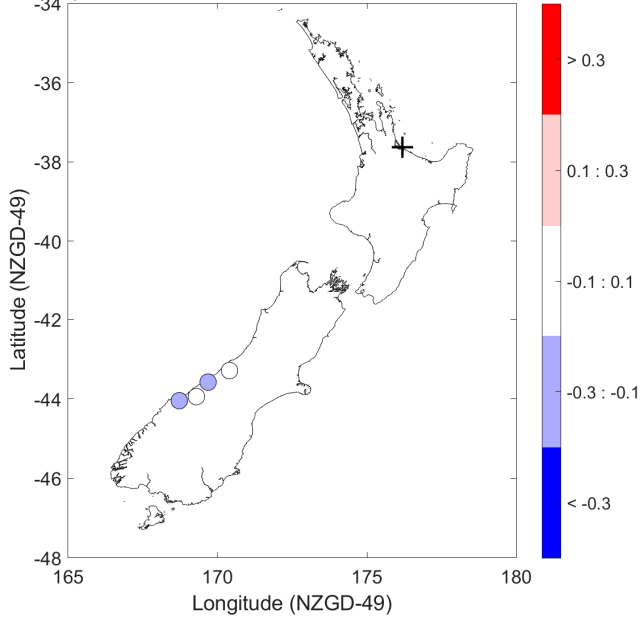 -34
-36
-38
-40
-42
-44
-46
-48
Latitude (NZGD-49)
165
170
175
180
Longitude (NZGD-49)
> 0.3
0.1 : 0.3
-0.1 : 0.1
-0.3 : -0.1
< -0.3